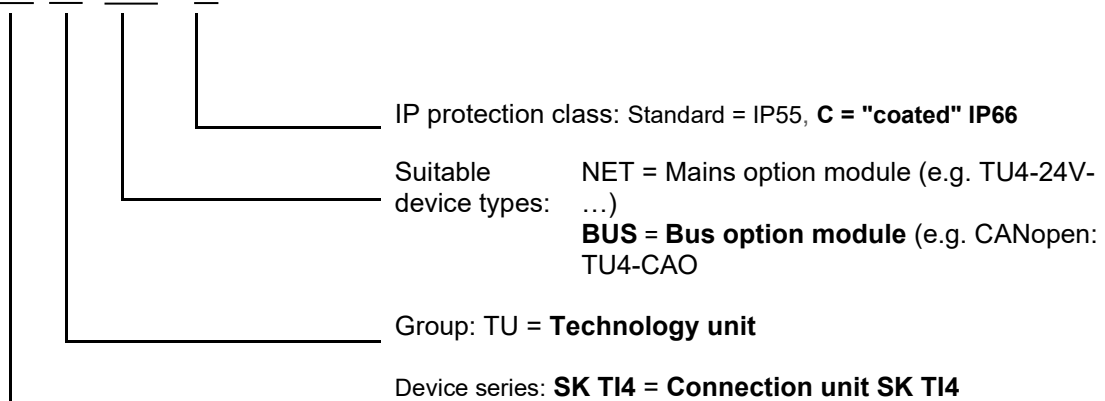 IP protection class: Standard = IP55, C = "coated" IP66
Suitable device types:
NET = Mains option module (e.g. TU4-24V-
…)
BUS = Bus option module (e.g. CANopen:
TU4-CAO
Group: TU = Technology unit
Device series: SK TI4 = Connection unit SK TI4